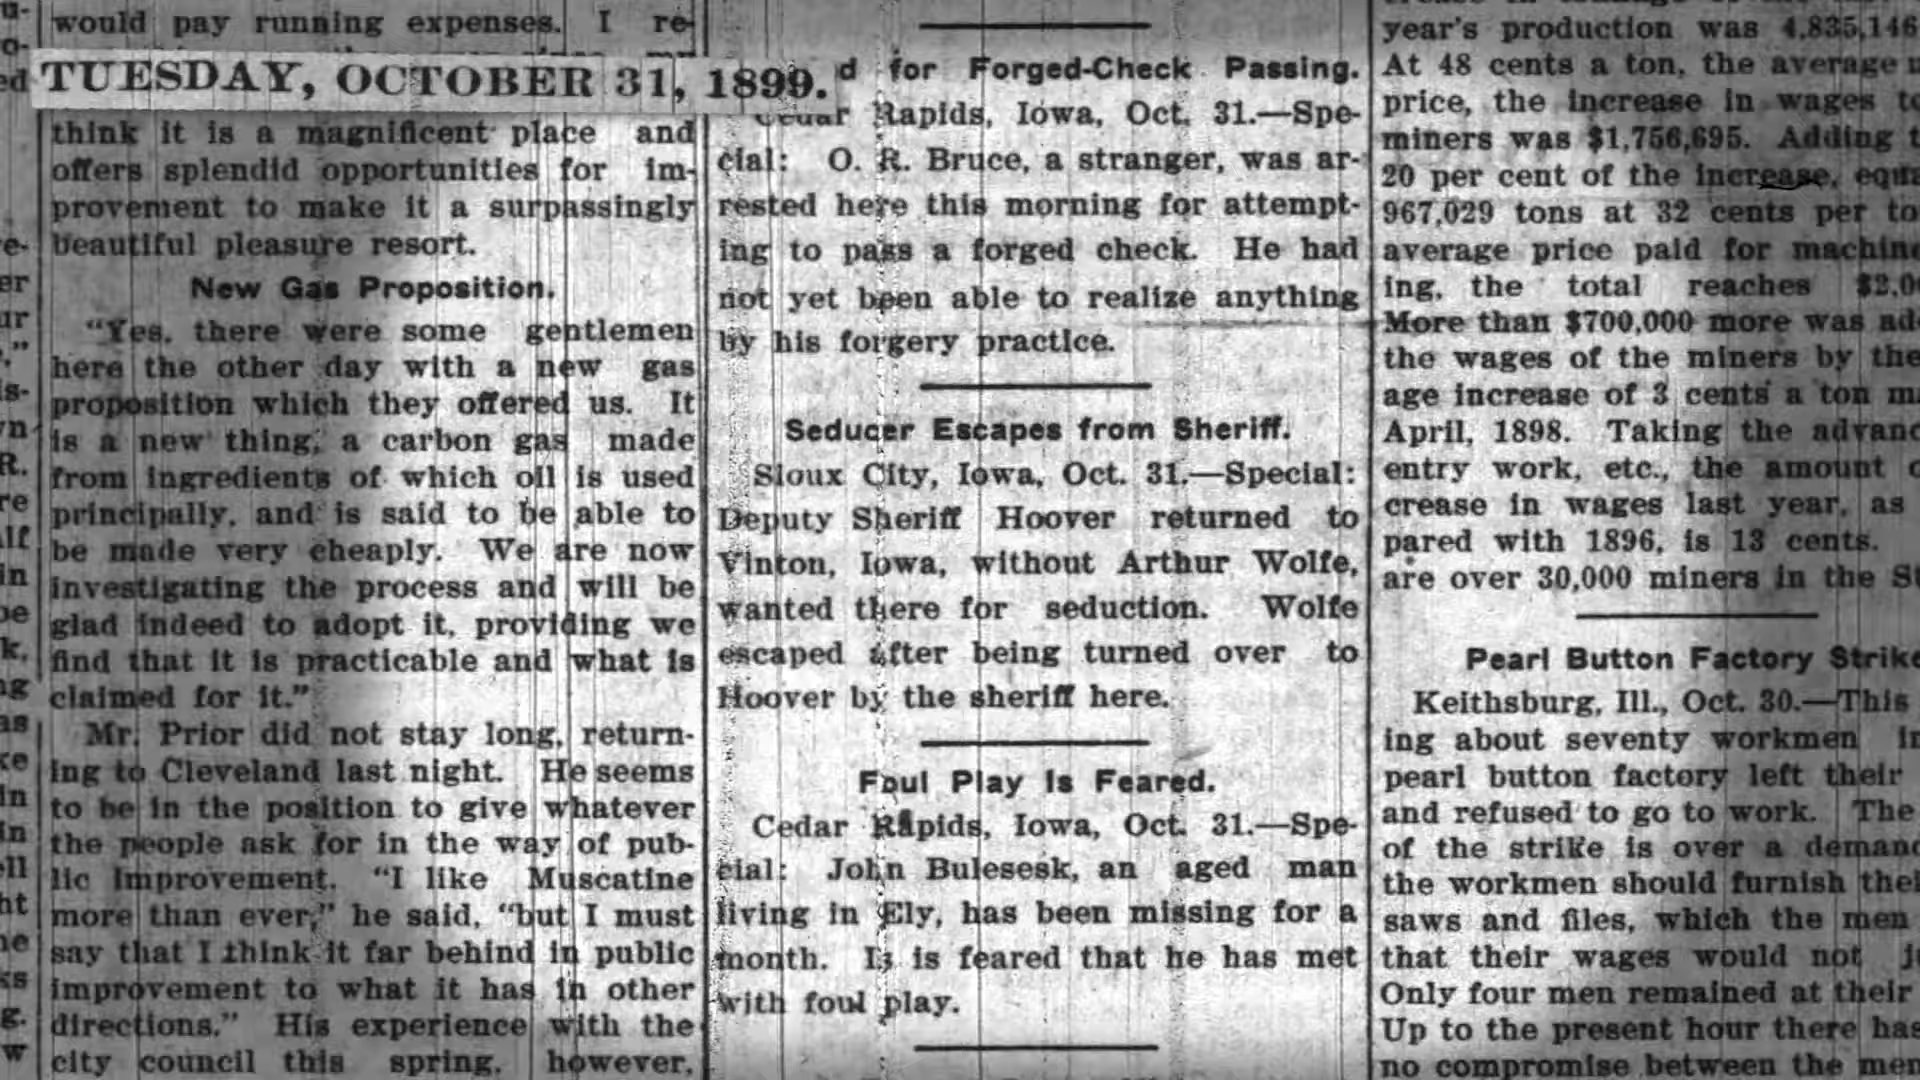 would pay running expenses. I re-
TUESDAY, OCTOBER 31, 1899.
think it is a magnificent place and
offers splendid opportunities for im-
provement to make it a surpassingly
beautiful pleasure resort.
New Gas Proposition.
"Yes, there were some gentlemen
here the other day with a new gas
proposition which they offered us. It
is a new thing, a carbon gas made
from ingredients of which oil is used
principally, and is said to be able to
be made very cheaply. We are now
investigating the process and will be
glad indeed to adopt it, providing we
find that it is practicable and what is
claimed for it."
Mr. Prior did not stay long, return-
ing to Cleveland last night. He seems
to be in the position to give whatever
the people ask for in the way of pub-
lic improvement. "I like Muscatine
more than ever," he said, "but I must
say that I think it far behind in public
improvement to what it has in other
directions." His experience with the
city council this spring, however,
d for Forged-Check Passing.
Cedar Rapids, Iowa, Oct. 31.—Spe-
cial: O. R. Bruce, a stranger, was ar-
rested here this morning for attempt-
ing to pass a forged check. He had
not yet been able to realize anything
by his forgery practice.
Seducer Escapes from Sheriff.
Sioux City, Iowa, Oct. 31.—Special:
Deputy Sheriff Hoover returned to
Vinton, Iowa, without Arthur Wolfe,
wanted there for seduction. Wolfe
escaped after being turned over to
Hoover by the sheriff here.
Foul Play is Feared.
Cedar Rapids, Iowa, Oct. 31.—Spe-
cial: John Bulesesk, an aged man
living in Ely, has been missing for a
month. It is feared that he has met
with foul play.
year's production was 4,835,146
At 48 cents a ton, the average
price, the increase in wages to
miners was $1,756,695. Adding
20 per cent of the increase, equa
967,029 tons at 32 cents per to
average price paid for machine
ing, the total reaches $2,0
More than $700,000 more was ad
the wages of the miners by the
age increase of 3 cents a ton ma
April, 1898. Taking the advanc
entry work, etc., the amount o
crease in wages last year, as
pared with 1896, is 13 cents.
are over 30,000 miners in the St
Pearl Button Factory Strike
Keithsburg, Ill., Oct. 30.—This
ing about seventy workmen in
pearl button factory left their
and refused to go to work. The
of the strike is over a demand
the workmen should furnish thei
saws and files, which the men
that their wages would not ju
Only four men remained at their
Up to the present hour there has
no compromise between the men